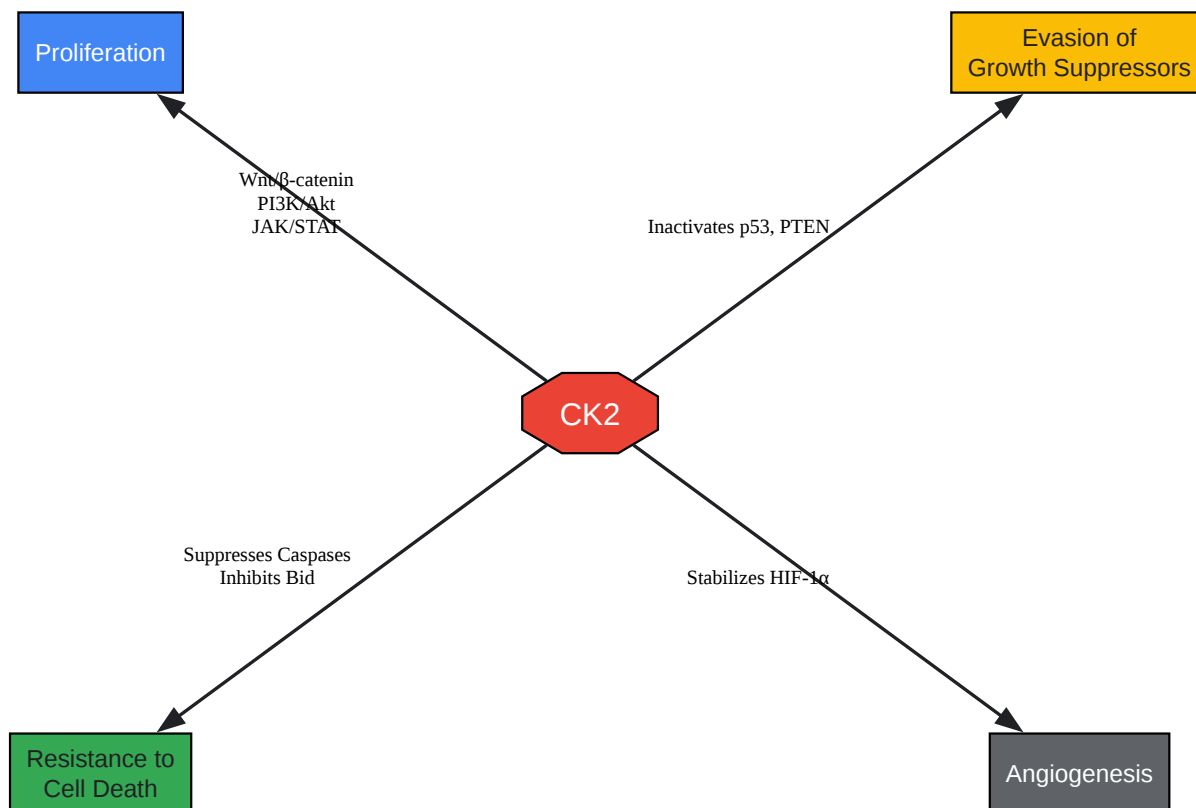 Proliferation
Evasion of
Growth Suppressors
Wnt/β-catenin
PI3K/Akt
JAK/STAT
Inactivates p53, PTEN
CK2
Suppresses Caspases
Inhibits Bid
Stabilizes HIF-1α
Resistance to
Cell Death
Angiogenesis